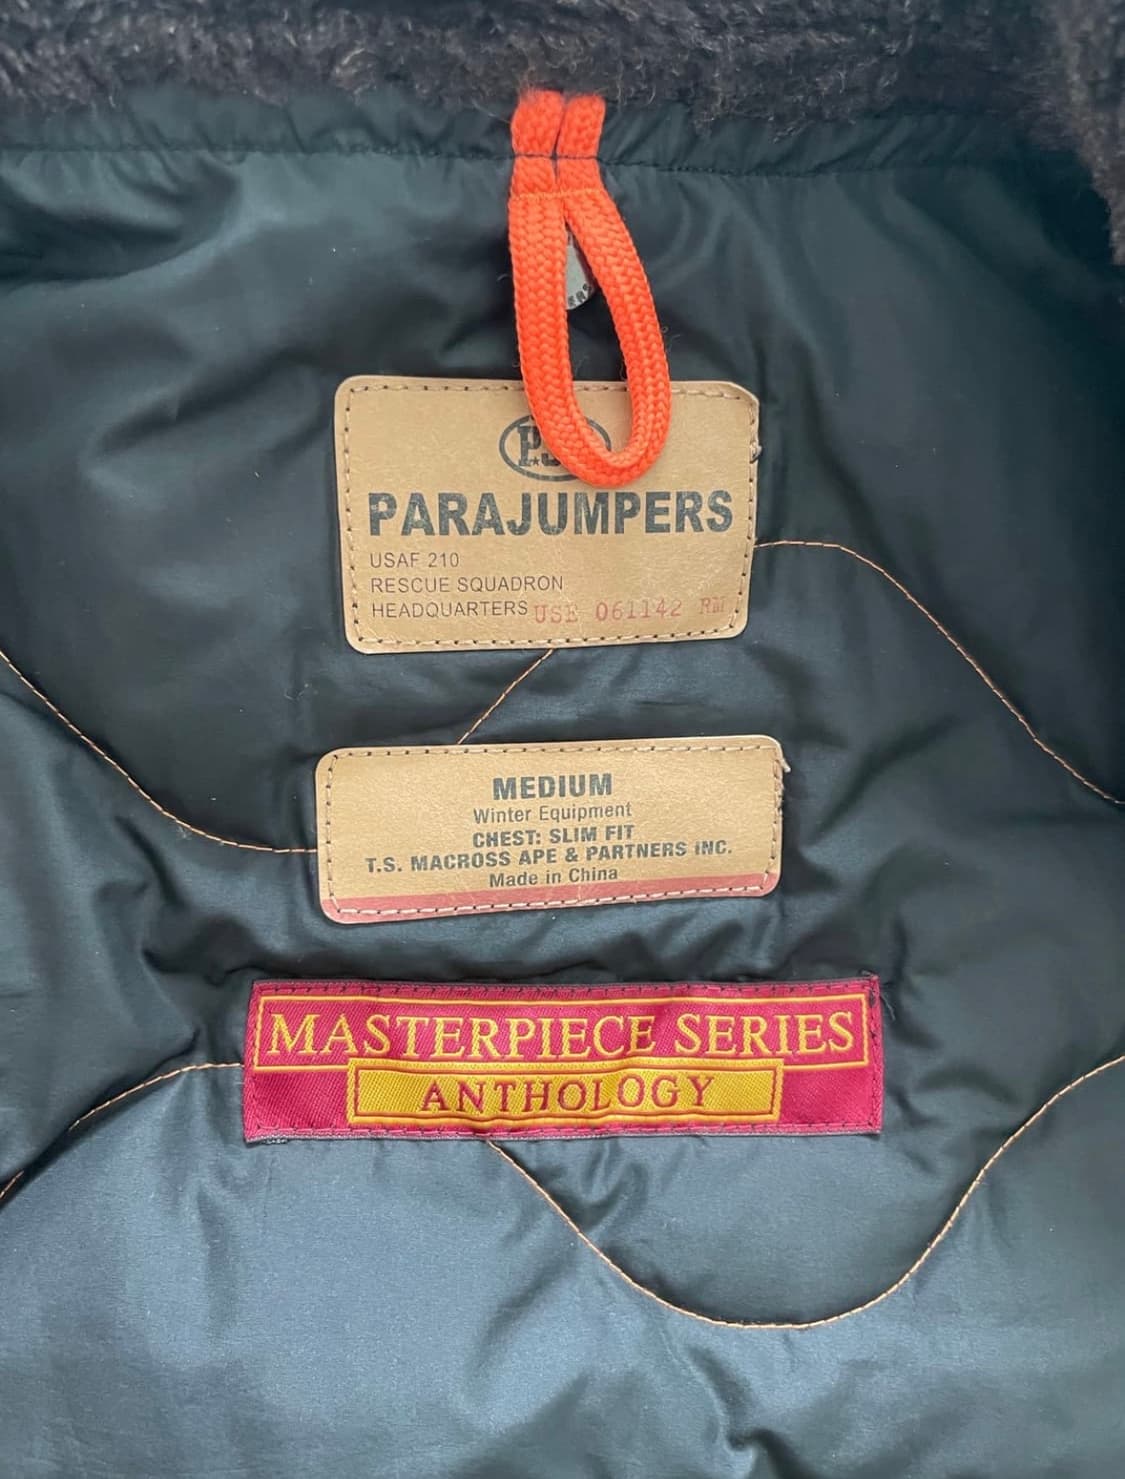 PARAJUMPERS
USAF 210
RESCUE SQUADRON
HEADQUARTERS USE 061142 RM
MEDIUM
Winter Equipment
CHEST: SLIM FIT
T.S. MACROSS APE & PARTNERS INC.
Made in China
MASTERPIECE SERIES
ANTHOLOGY